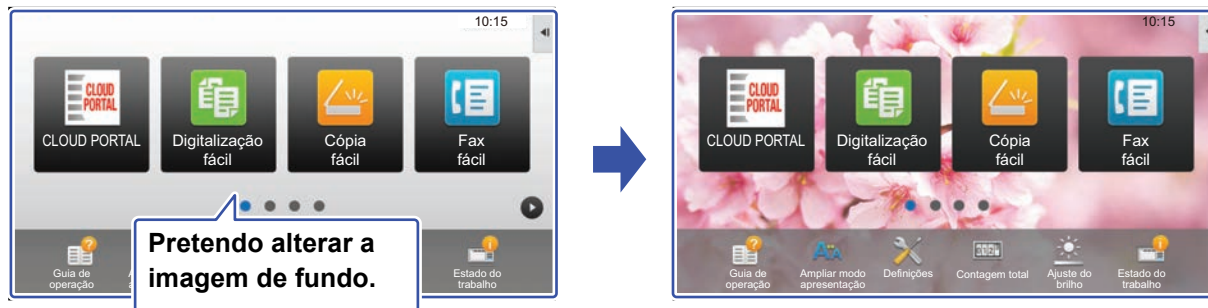 10:15
CLOUD
PORTAL
CLOUD PORTAL
Digitalização
fácil
Cópia
fácil
Fax
fácil
Pretendo alterar a
imagem de fundo.
Guia de
operação
Estado do
trabalho
10:15
CLOUD
PORTAL
CLOUD PORTAL
Digitalização
fácil
Cópia
fácil
Fax
fácil
Guia de
operação
Ampliar modo
apresentação
Definições
Contagem total
Ajuste do
brilho
Estado do
trabalho